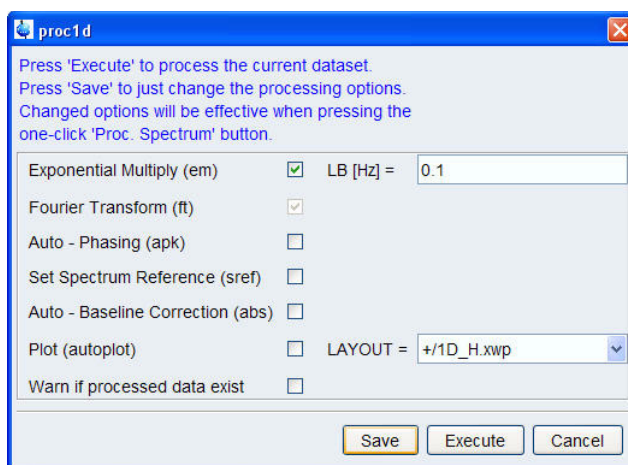 proc1d
Press 'Execute' to process the current dataset.
Press 'Save' to just change the processing options.
Changed options will be effective when pressing the
one-click 'Proc. Spectrum' button.
Exponential Multiply (em) LB [Hz] = 0.1
Fourier Transform (ft)
Auto - Phasing (apk)
Set Spectrum Reference (sref)
Auto - Baseline Correction (abs)
Plot (autoplot) LAYOUT = +/1D_H.xwp
Warn if processed data exist
Save Execute Cancel